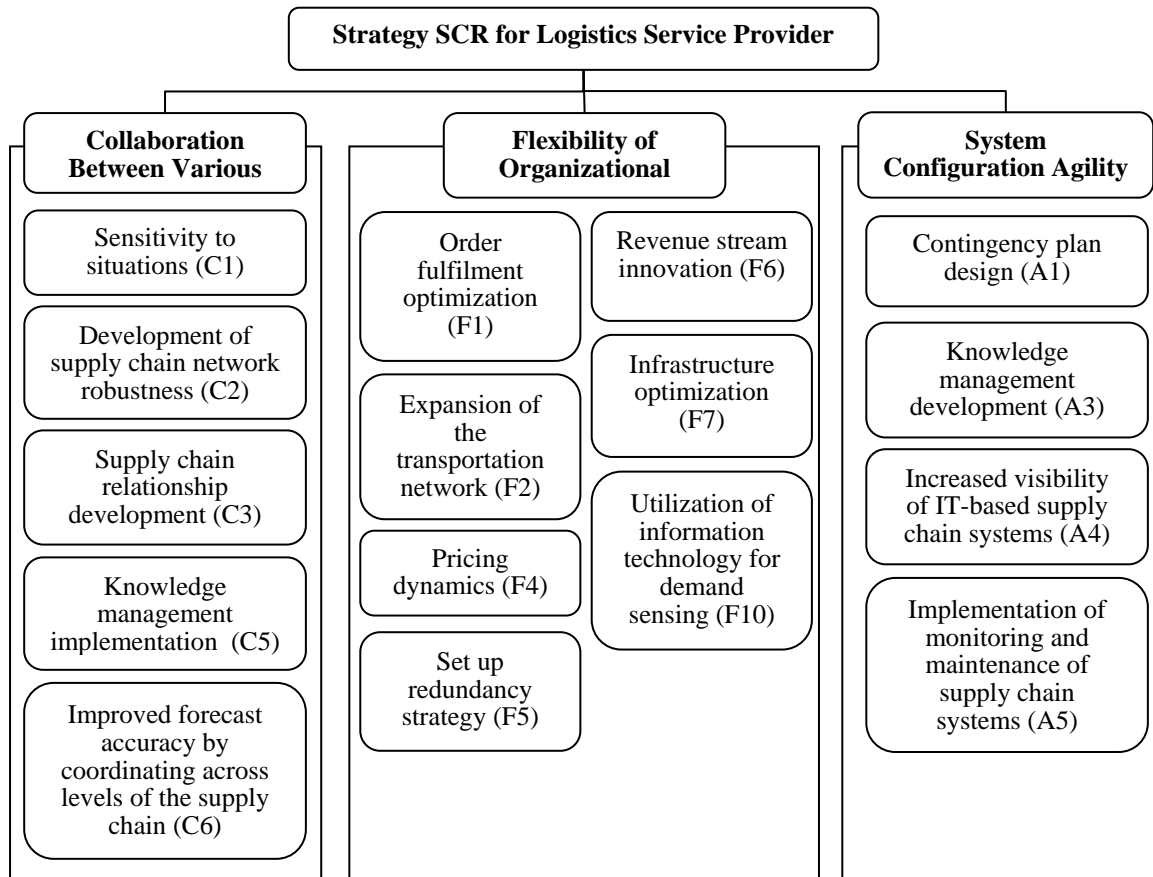 Strategy SCR for Logistics Service Provider
Collaboration
Between Various
Sensitivity to
situations (C1)
Development of
supply chain network
robustness (C2)
Supply chain
relationship
development (C3)
Knowledge
management
implementation (C5)
Improved forecast
accuracy by
coordinating across
levels of the supply
chain (C6)
Flexibility of
Organizational
Order
fulfilment
optimization
(F1)
Expansion of
the
transportation
network (F2)
Pricing
dynamics (F4)
Set up
redundancy
strategy (F5)
Revenue stream
innovation (F6)
Infrastructure
optimization
(F7)
Utilization of
information
technology for
demand
sensing (F10)
System
Configuration Agility
Contingency plan
design (A1)
Knowledge
management
development (A3)
Increased visibility
of IT-based supply
chain systems (A4)
Implementation of
monitoring and
maintenance of
supply chain
systems (A5)